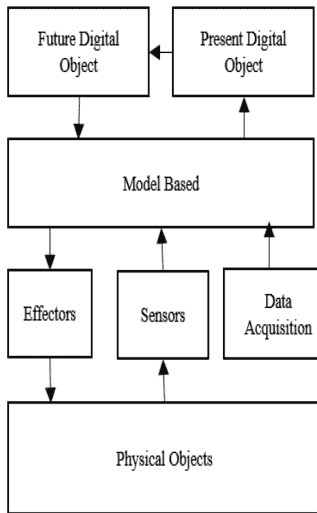 Future Digital
Object
Present Digital
Object
Model Based
Effectors
Sensors
Data
Acquisition
Physical Objects